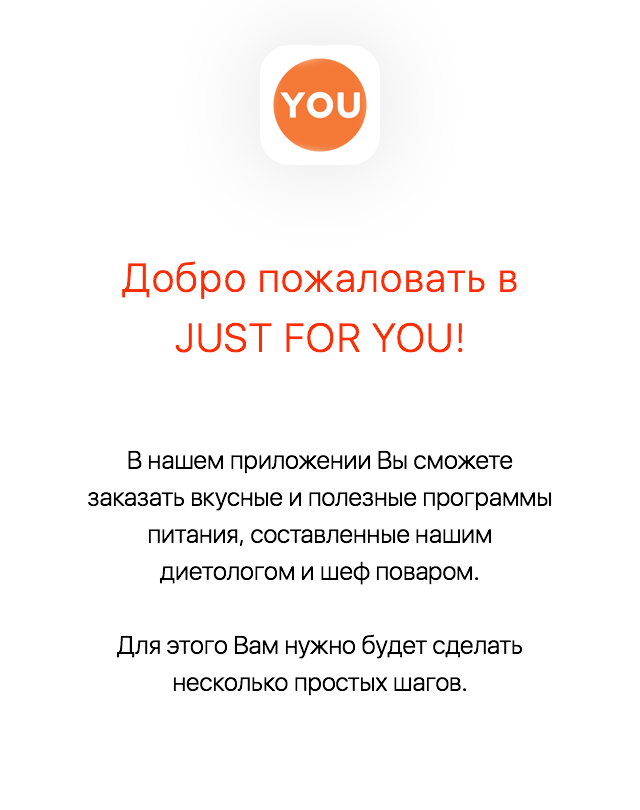 YOU
Добро пожаловать в
JUST FOR YOU!
В нашем приложении Вы сможете
заказать вкусные и полезные программы
питания, составленные нашим
диетологом и шеф поваром.
Для этого Вам нужно будет сделать
несколько простых шагов.